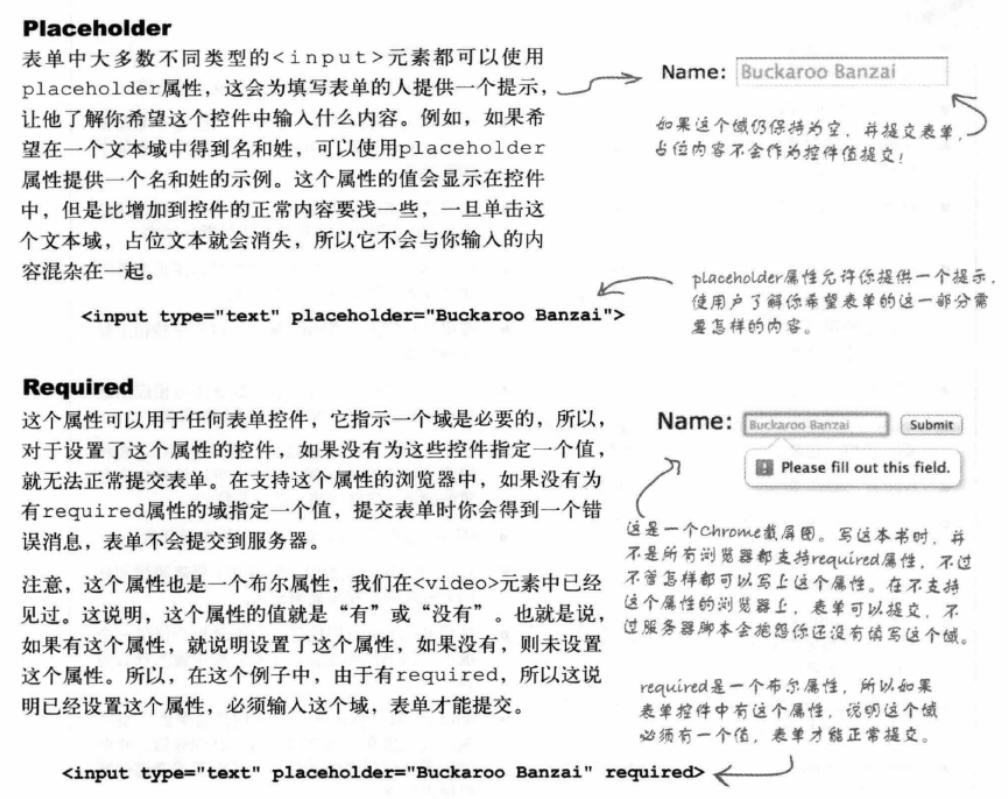 Placeholder
表单中大多数不同类型的<input>元素都可以使用
placeholder属性，这会为填写表单的人提供一个提示，
让他了解你希望这个控件中输入什么内容。例如，如果希
望在一个文本域中得到名和姓，可以使用placeholder
属性提供一个名和姓的示例。这个属性的值会显示在控件
中，但是比增加到控件的正常内容要浅一些，一旦单击这
个文本域，占位文本就会消失，所以它不会与你输入的内
容混杂在一起。
Name: Buckaroo Banzai
如果这个域仍保持为空，并提交表单，
占位内容不会作为控件值提交！
placeholder属性允许你提供一个提示，
使用户了解你希望表单的这一部分需
要怎样的内容。
<input type="text" placeholder="Buckaroo Banzai">
Required
这个属性可以用于任何表单控件，它指示一个域是必要的，所以，
对于设置了这个属性的控件，如果没有为这些控件指定一个值，
就无法正常提交表单。在支持这个属性的浏览器中，如果没有为
有required属性的域指定一个值，提交表单时你会得到一个错
误消息，表单不会提交到服务器。
注意，这个属性也是一个布尔属性，我们在<video>元素中已经
见过。这说明，这个属性的值就是“有”或“没有”。也就是说，
如果有这个属性，就说明设置了这个属性，如果没有，则未设置
这个属性。所以，在这个例子中，由于有required，所以这说
明已经设置这个属性，必须输入这个域，表单才能提交。
Name: Buckaroo Banzai Submit
Please fill out this field.
这是一个Chrome截屏图。写这本书时，并
不是所有浏览器都支持required属性，不过
不管怎样都可以写上这个属性。在不支持
这个属性的浏览器上，表单可以提交，不
过服务器脚本会抱怨你还没有填写这个域。
required是一个布尔属性，所以如果
表单控件中有这个属性，说明这个域
必须有一个值，表单才能正常提交。
<input type="text" placeholder="Buckaroo Banzai" required>